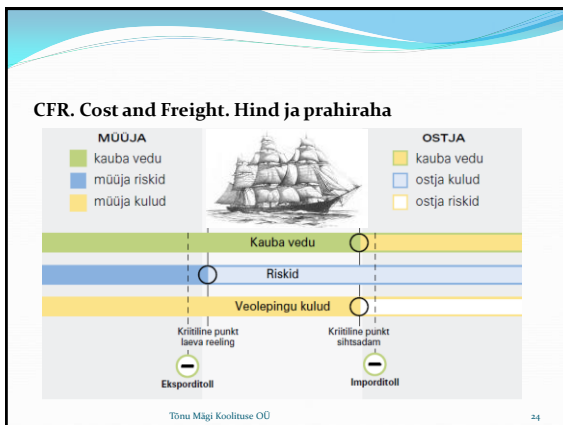 CFR. Cost and Freight. Hind ja prahiraha
MÜÜJA
kauba vedu
müüja riskid
müüja kulud
OSTJA
kauba vedu
ostja kulud
ostja riskid
Kauba vedu
Riskid
Veolepingu kulud
Kriitiline punkt
laeva reeling
Kriitiline punkt
sihtsadam
Eksporditoll
Imporditoll
Tõnu Mägi Koolituse OÜ
24